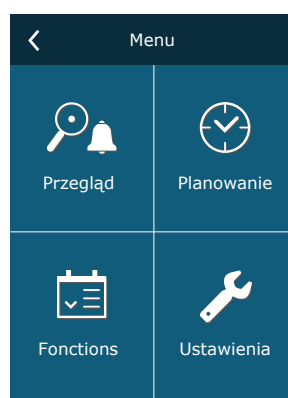 Menu
Przegląd
Planowanie
Fonctions
Ustawienia